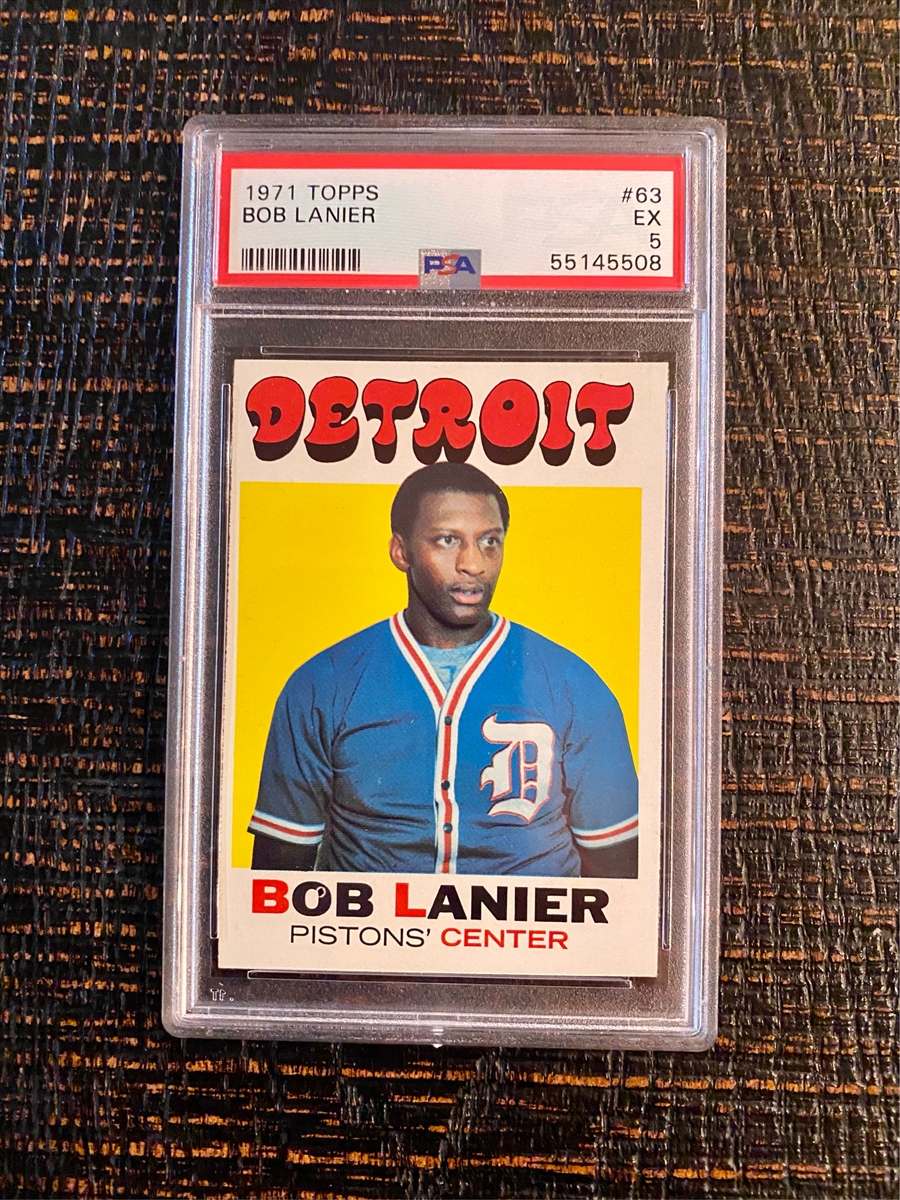 1971 TOPPS #63
BOB LANIER EX
5
PSA 55145508
DETROIT
D
BOB LANIER
PISTONS' CENTER